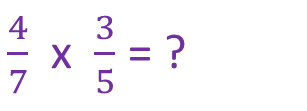 4/7 x 3/5 = ?